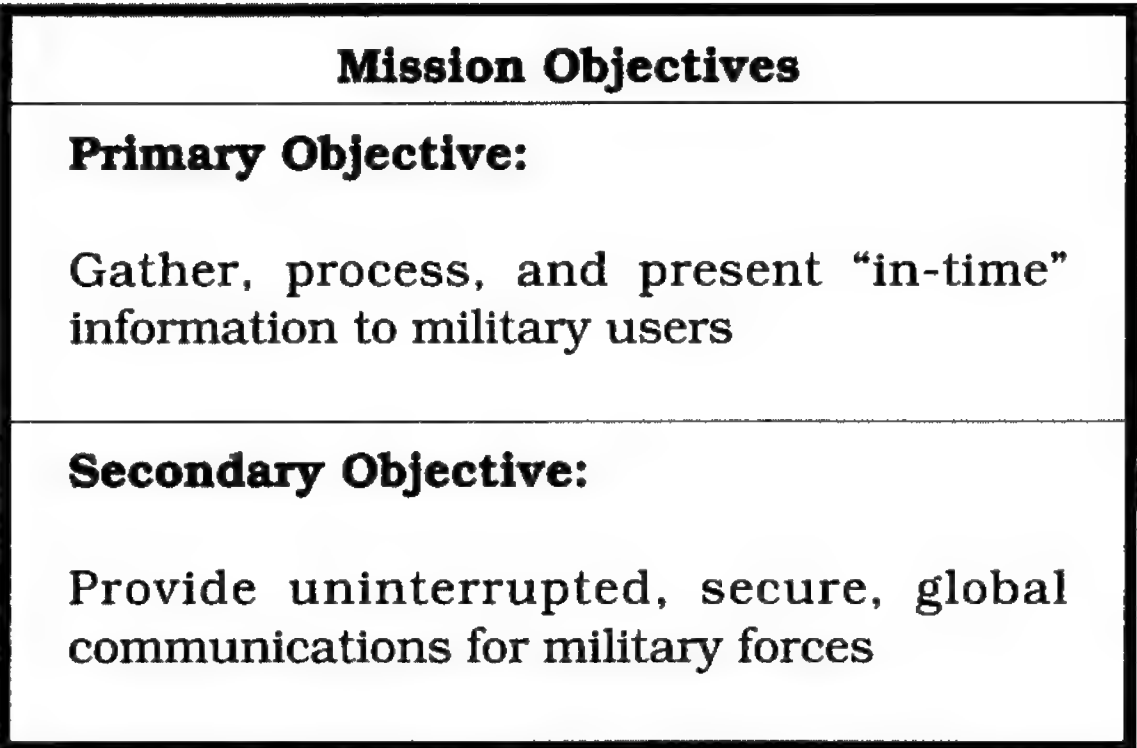 Mission Objectives
Primary Objective:
Gather, process, and present “in-time”
information to military users
Secondary Objective:
Provide uninterrupted, secure, global
communications for military forces